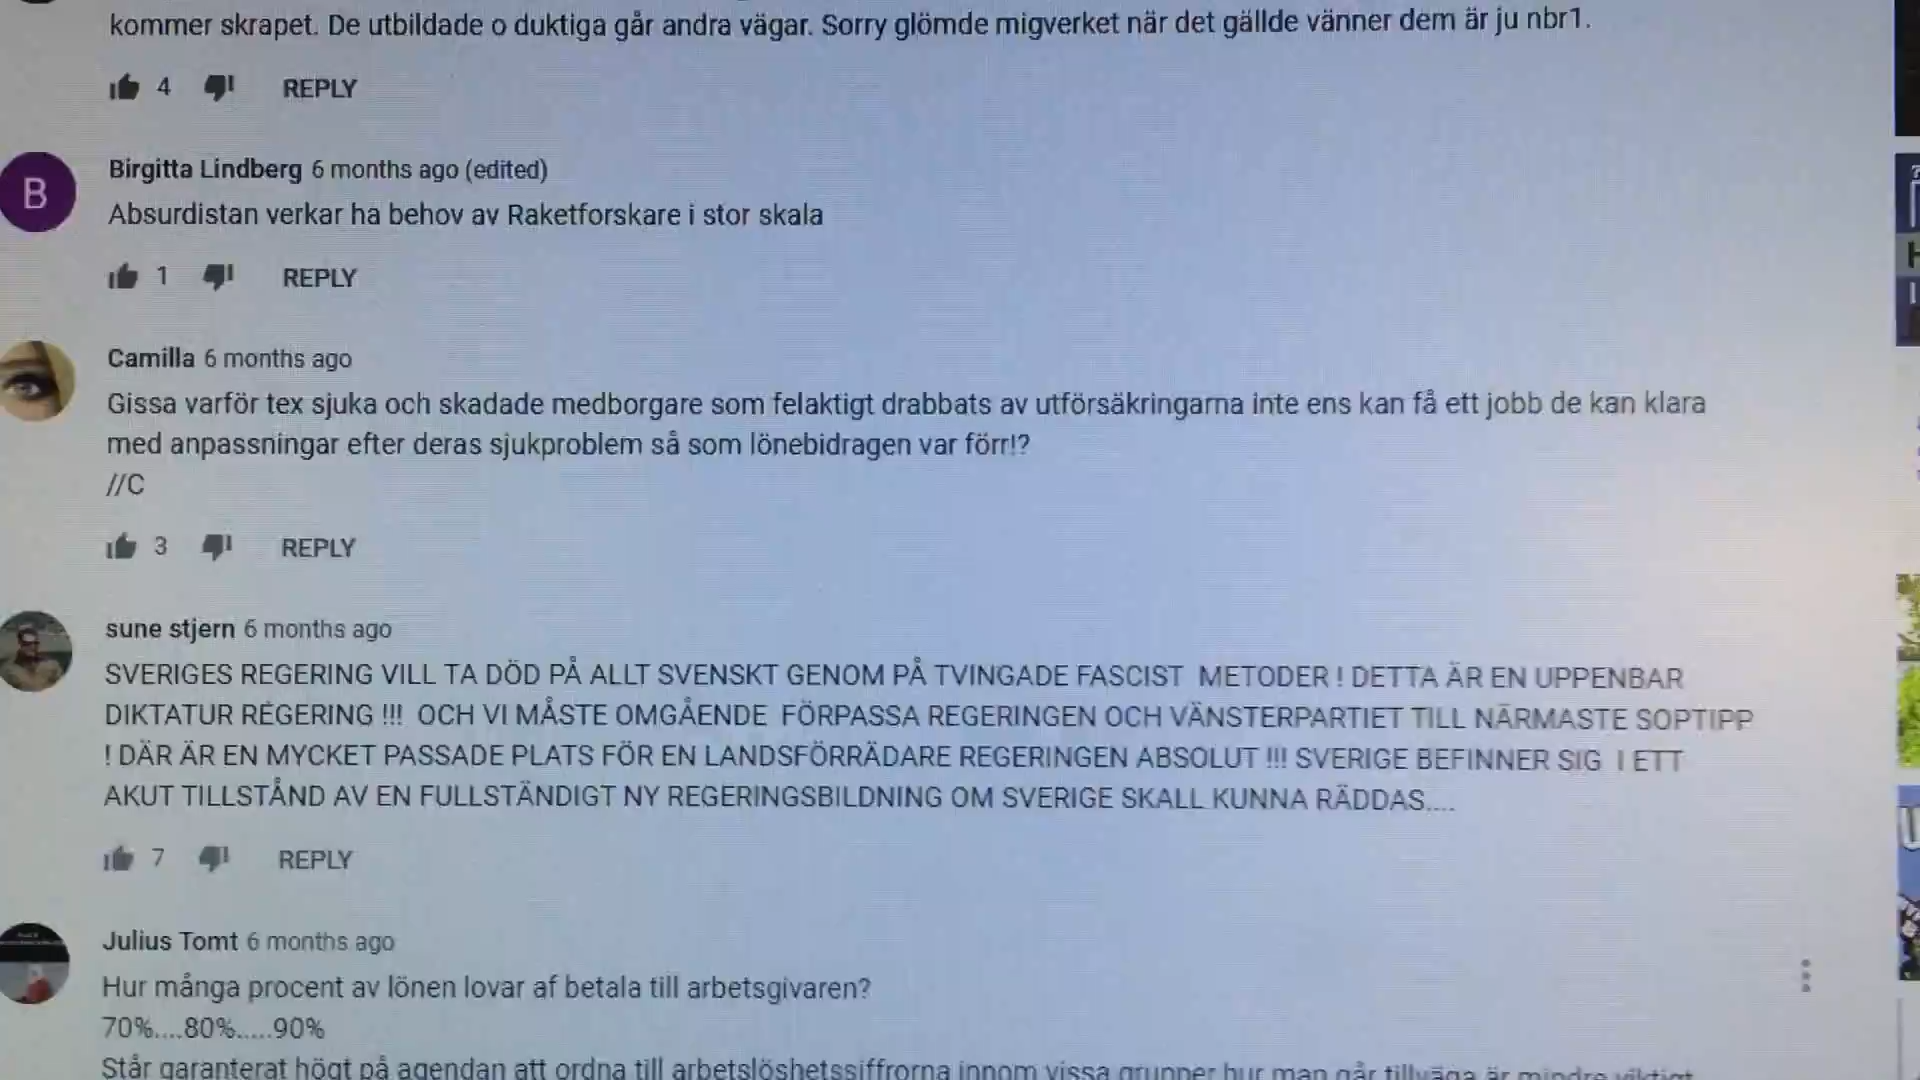 kommer skrapet. De utbildade o duktiga går andra vägar. Sorry glömde migverket när det gällde vänner dem är ju nbr1.
4 REPLY
B
Birgitta Lindberg 6 months ago (edited)
Absurdistan verkar ha behov av Raketforskare i stor skala
1 REPLY
Camilla 6 months ago
Gissa varför tex sjuka och skadade medborgare som felaktigt drabbats av utförsäkringarna inte ens kan få ett jobb de kan klara
med anpassningar efter deras sjukproblem så som lönebidragen var förr!?
//C
3 REPLY
sune stjern 6 months ago
SVERIGES REGERING VILL TA DÖD PÅ ALLT SVENSKT GENOM PÅ TVINGADE FASCIST METODER ! DETTA ÄR EN UPPENBAR
DIKTATUR REGERING !!! OCH VI MÅSTE OMGÅENDE FÖRPASSA REGERINGEN OCH VÄNSTERPARTIET TILL NÄRMASTE SOPTIPP
! DÄR ÄR EN MYCKET PASSADE PLATS FÖR EN LANDSFÖRRÄDARE REGERINGEN ABSOLUT !!! SVERIGE BEFINNER SIG I ETT
AKUT TILLSTÅND AV EN FULLSTÄNDIGT NY REGERINGSBILDNING OM SVERIGE SKALL KUNNA RÄDDAS....
7 REPLY
Julius Tomt 6 months ago
Hur många procent av lönen lovar af betala till arbetsgivaren?
70%....80%.....90%
Står garanterat högt på agendan att ordna till arbetslöshetssiffrorna innom vissa grupper hur man går tillväga är mindre viktigt